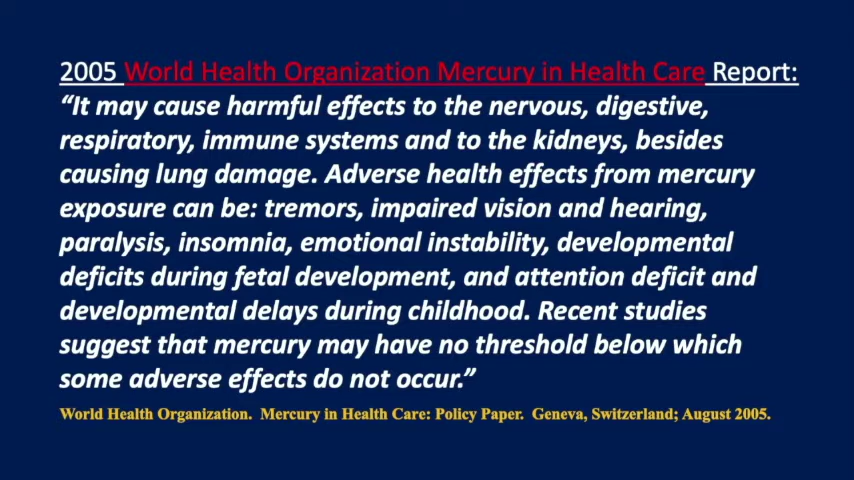 2005 World Health Organization Mercury in Health Care Report:
“It may cause harmful effects to the nervous, digestive,
respiratory, immune systems and to the kidneys, besides
causing lung damage. Adverse health effects from mercury
exposure can be: tremors, impaired vision and hearing,
paralysis, insomnia, emotional instability, developmental
deficits during fetal development, and attention deficit and
developmental delays during childhood. Recent studies
suggest that mercury may have no threshold below which
some adverse effects do not occur.”
World Health Organization. Mercury in Health Care: Policy Paper. Geneva, Switzerland; August 2005.